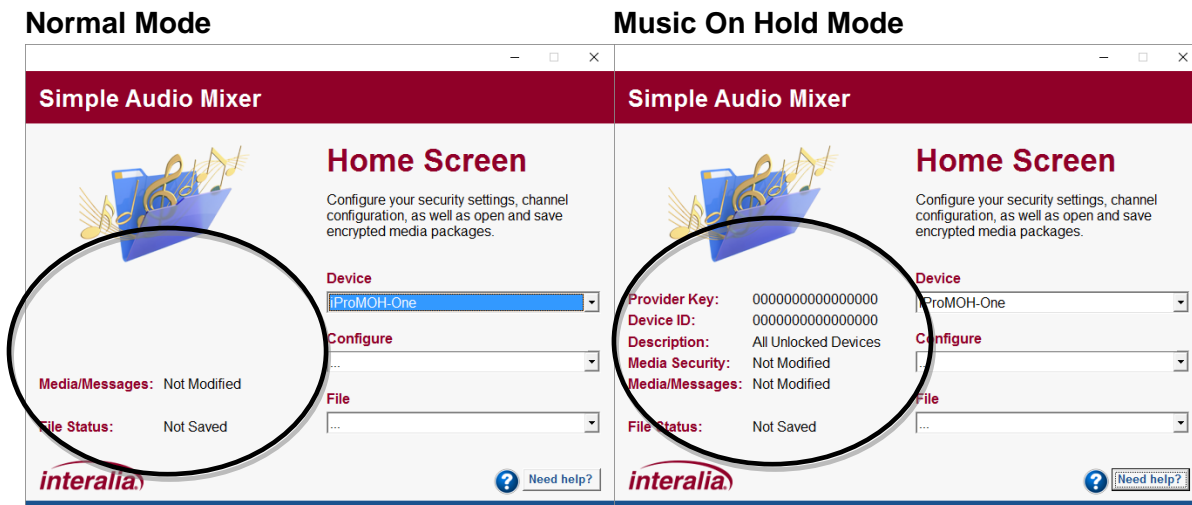 Normal Mode
Simple Audio Mixer
Home Screen
Configure your security settings, channel
configuration, as well as open and save
encrypted media packages.
Device
iProMOH-One
Configure
...
Media/Messages: Not Modified
File
...
File Status: Not Saved
interalia
Need help?
Music On Hold Mode
Simple Audio Mixer
Home Screen
Configure your security settings, channel
configuration, as well as open and save
encrypted media packages.
Device
Provider Key: 0000000000000000
iProMOH-One
Device ID: 0000000000000000
Description: All Unlocked Devices
Configure
Media Security: Not Modified
...
Media/Messages: Not Modified
File
File Status: Not Saved
...
interalia
Need help?